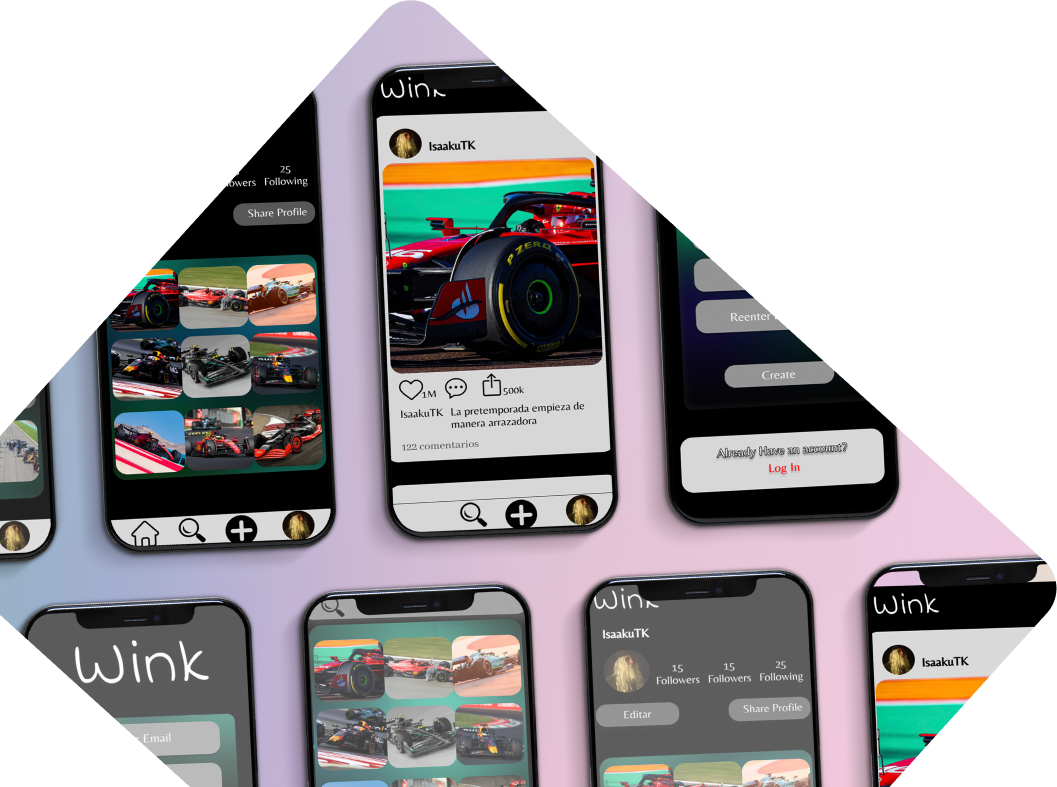 Wink
IsaakuTK
P ZERO
1M
500k
IsaakuTK La pretemporada empieza de
manera arrazadora
122 comentarios
25
Following
Share Profile
Reenter
Create
Already Have an account?
Log In
Wink
Email
Wink
IsaakuTK
15 15 25
Followers Followers Following
Editar
Share Profile
Wink
IsaakuTK